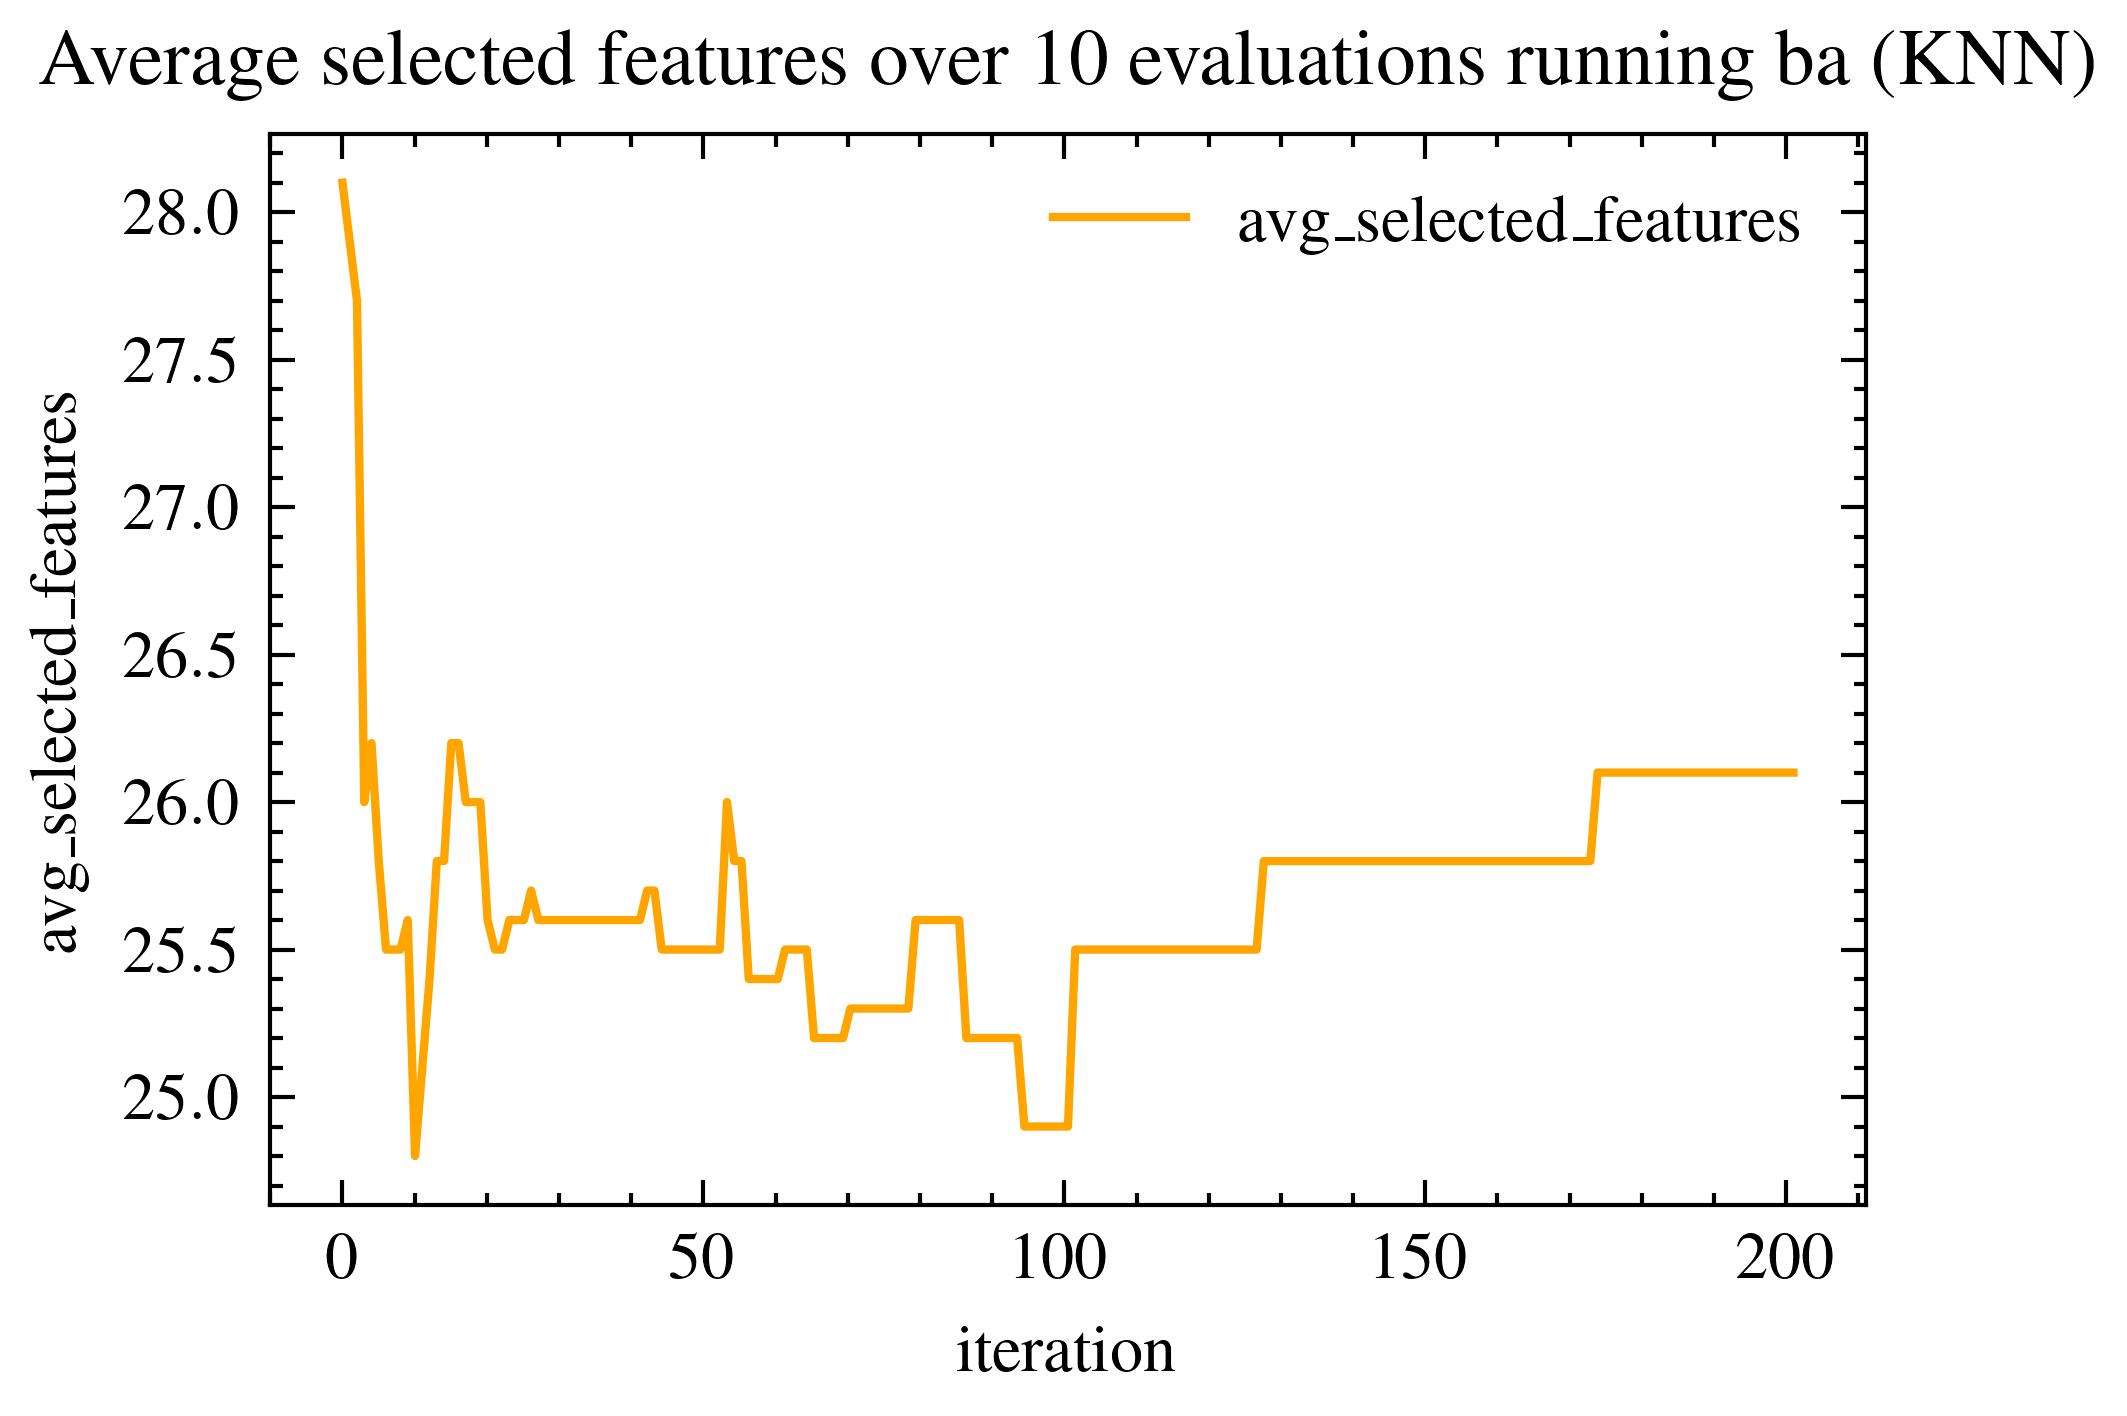 Average selected features over 10 evaluations running ba (KNN)
avg_selected_features
28.0
27.5
27.0
26.5
26.0
25.5
25.0
avg_selected_features
0 50 100 150 200
iteration